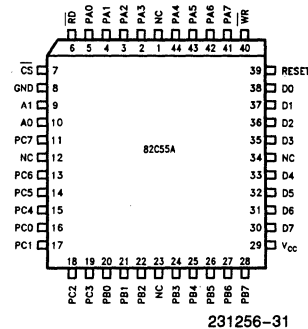 RD PA0 PA1 PA2 PA3 NC PA4 PA5 PA6 PA7 WR
6 5 4 3 2 1 44 43 42 41 40
CS 7 39 RESET
GND 8 38 D0
A1 9 37 D1
A0 10 36 D2
PC7 11 35 D3
NC 12 82C55A 34 NC
PC6 13 33 D4
PC5 14 32 D5
PC4 15 31 D6
PC0 16 30 D7
PC1 17 29 VCC
18 19 20 21 22 23 24 25 26 27 28
PC2 PC3 PB0 PB1 PB2 NC PB3 PB4 PB5 PB6 PB7
231256-31